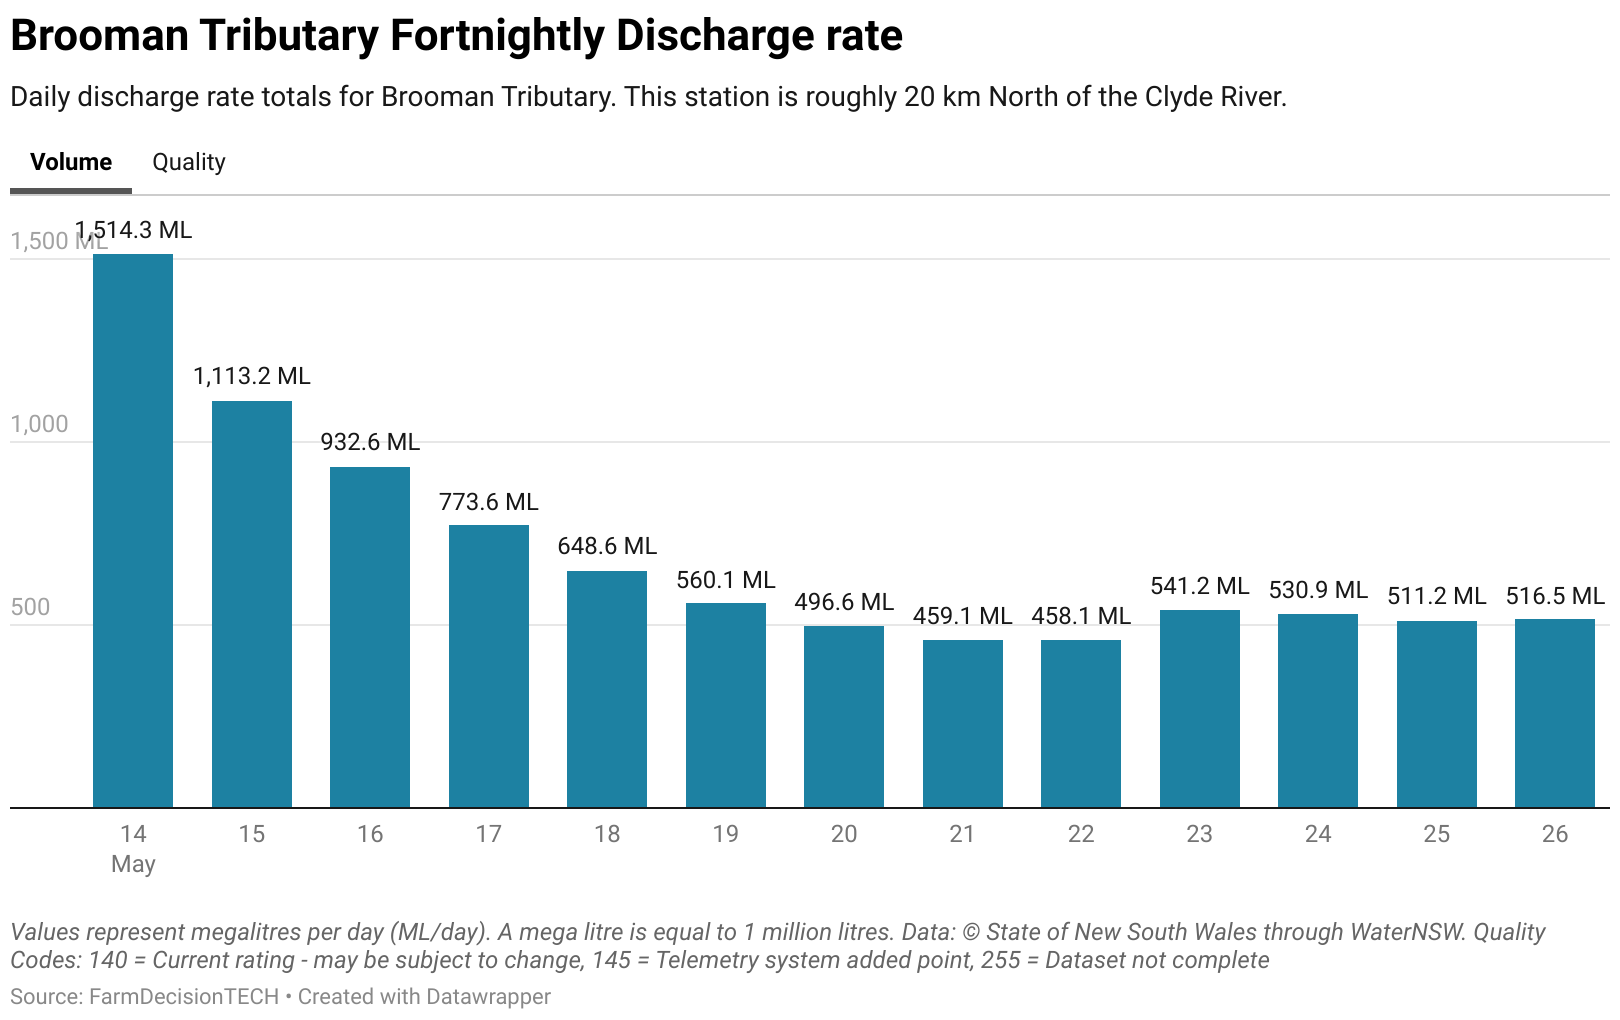 Brooman Tributary Fortnightly Discharge rate
Daily discharge rate totals for Brooman Tributary. This station is roughly 20 km North of the Clyde River.
Volume Quality
1,514.3 ML
1,500 ML
1,113.2 ML
1,000
932.6 ML
773.6 ML
648.6 ML
560.1 ML
500
496.6 ML
459.1 ML
458.1 ML
541.2 ML
530.9 ML
511.2 ML
516.5 ML
14 15 16 17 18 19 20 21 22 23 24 25 26
May
Values represent megalitres per day (ML/day). A mega litre is equal to 1 million litres. Data: © State of New South Wales through WaterNSW. Quality
Codes: 140 = Current rating - may be subject to change, 145 = Telemetry system added point, 255 = Dataset not complete
Source: FarmDecisionTECH • Created with Datawrapper